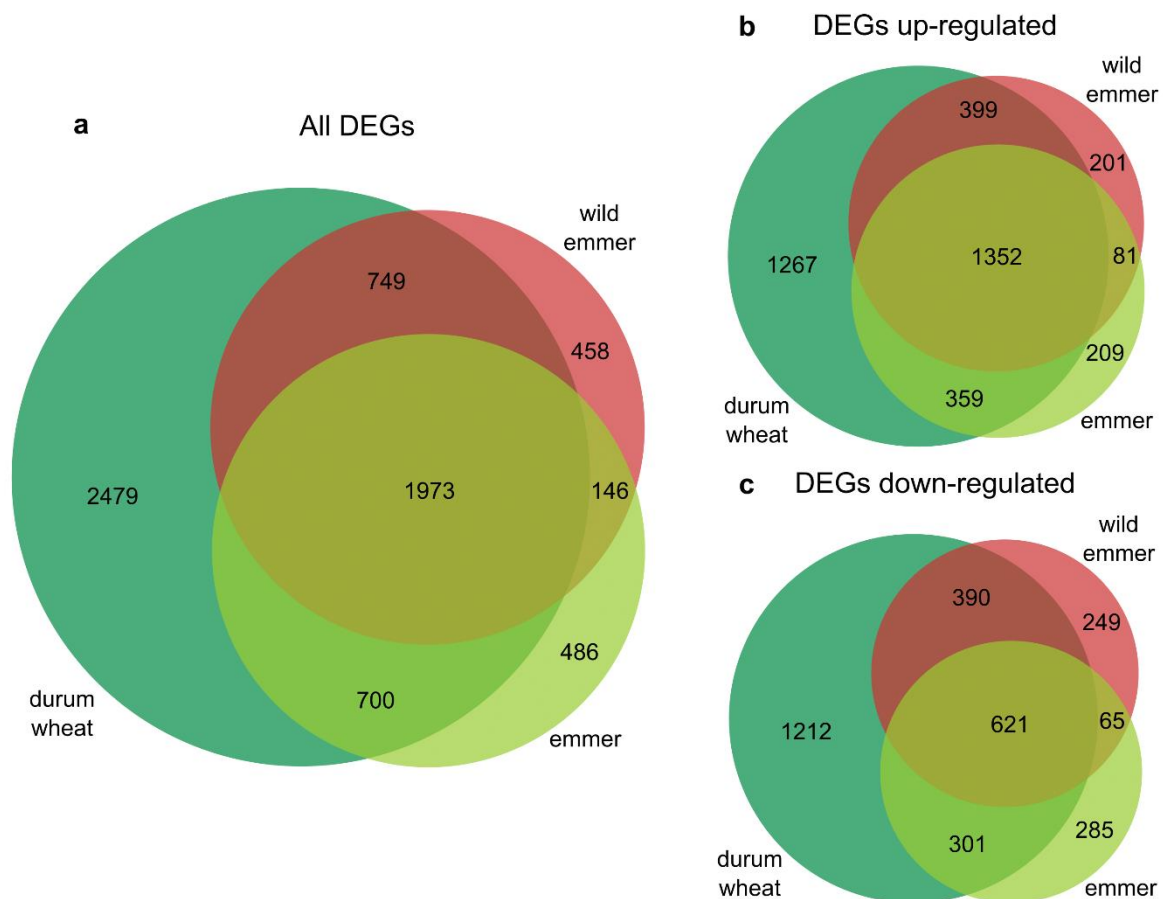 a
All DEGs
wild
emmer
749
458
2479
1973
146
486
700
durum
wheat
emmer
b
DEGs up-regulated
wild
emmer
399
201
1267
1352
81
209
359
durum
wheat
emmer
c
DEGs down-regulated
wild
emmer
390
249
1212
621
65
285
301
durum
wheat
emmer